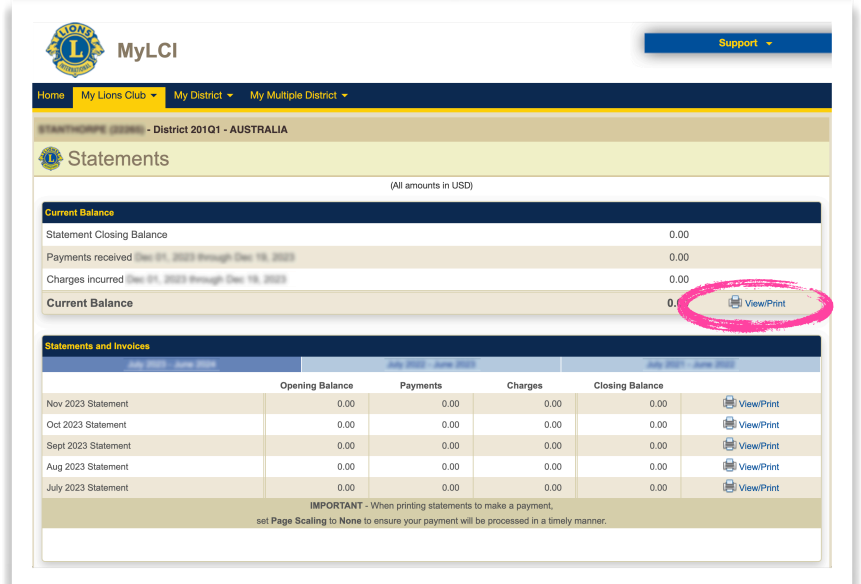 LIONS
L
INTERNATIONAL
MyLCI
Support
Home My Lions Club My District My Multiple District
- District 201Q1 - AUSTRALIA
Statements
(All amounts in USD)
Current Balance
Statement Closing Balance 0.00
Payments received 0.00
Charges incurred 0.00
Current Balance 0. View/Print
Statements and Invoices
Opening Balance Payments Charges Closing Balance
Nov 2023 Statement 0.00 0.00 0.00 0.00 View/Print
Oct 2023 Statement 0.00 0.00 0.00 0.00 View/Print
Sept 2023 Statement 0.00 0.00 0.00 0.00 View/Print
Aug 2023 Statement 0.00 0.00 0.00 0.00 View/Print
July 2023 Statement 0.00 0.00 0.00 0.00 View/Print
IMPORTANT - When printing statements to make a payment,
set Page Scaling to None to ensure your payment will be processed in a timely manner.